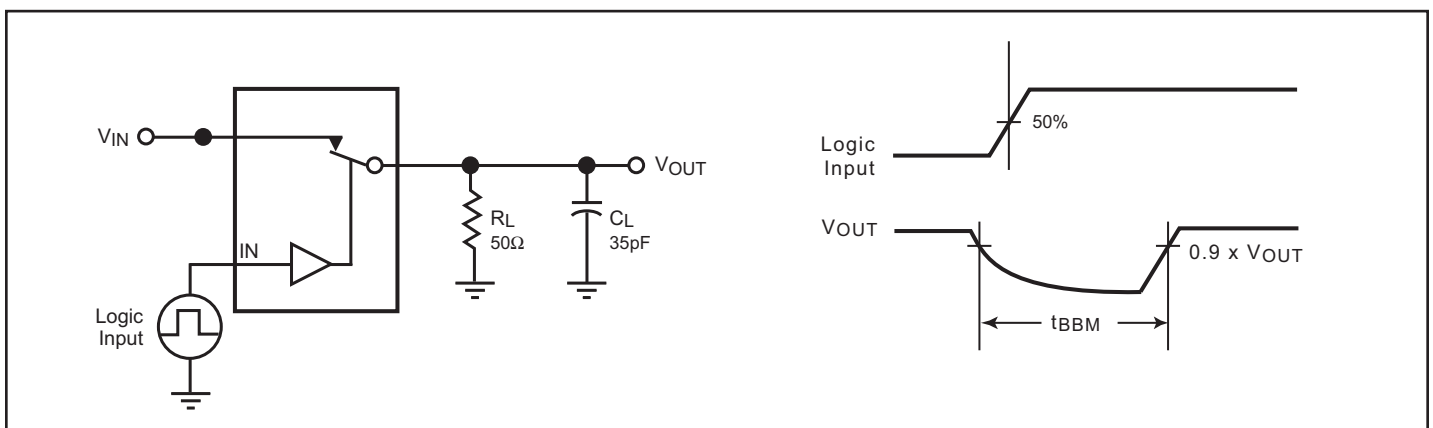 VIN
VOUT
RL
50Ω
CL
35pF
IN
Logic
Input
Logic
Input
50%
VOUT
0.9 x VOUT
tBBM